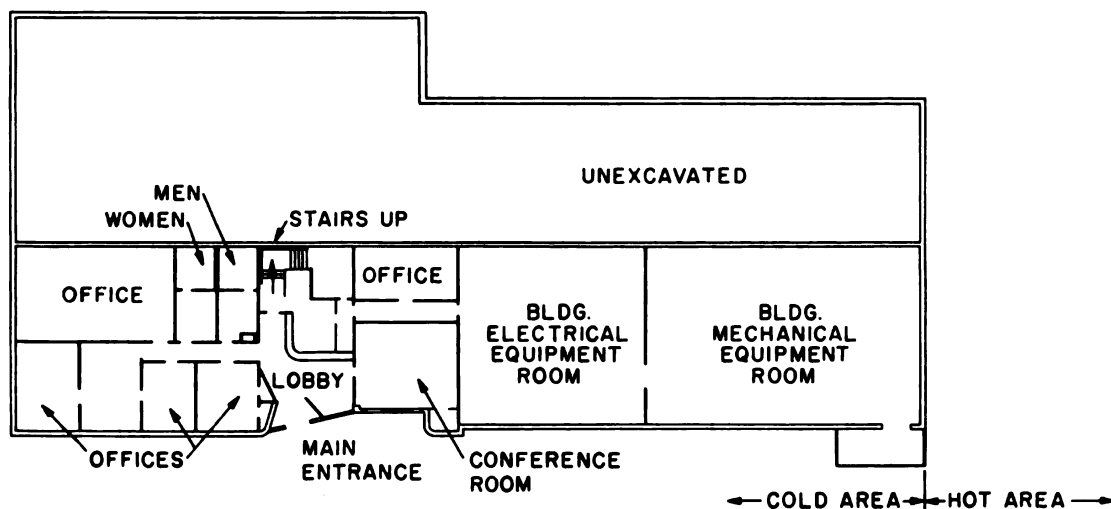 UNEXCAVATED
MEN
WOMEN
STAIRS UP
OFFICE
OFFICE
BLDG.
ELECTRICAL
EQUIPMENT
ROOM
BLDG.
MECHANICAL
EQUIPMENT
ROOM
LOBBY
OFFICES
MAIN
ENTRANCE
CONFERENCE
ROOM
COLD AREA
HOT AREA